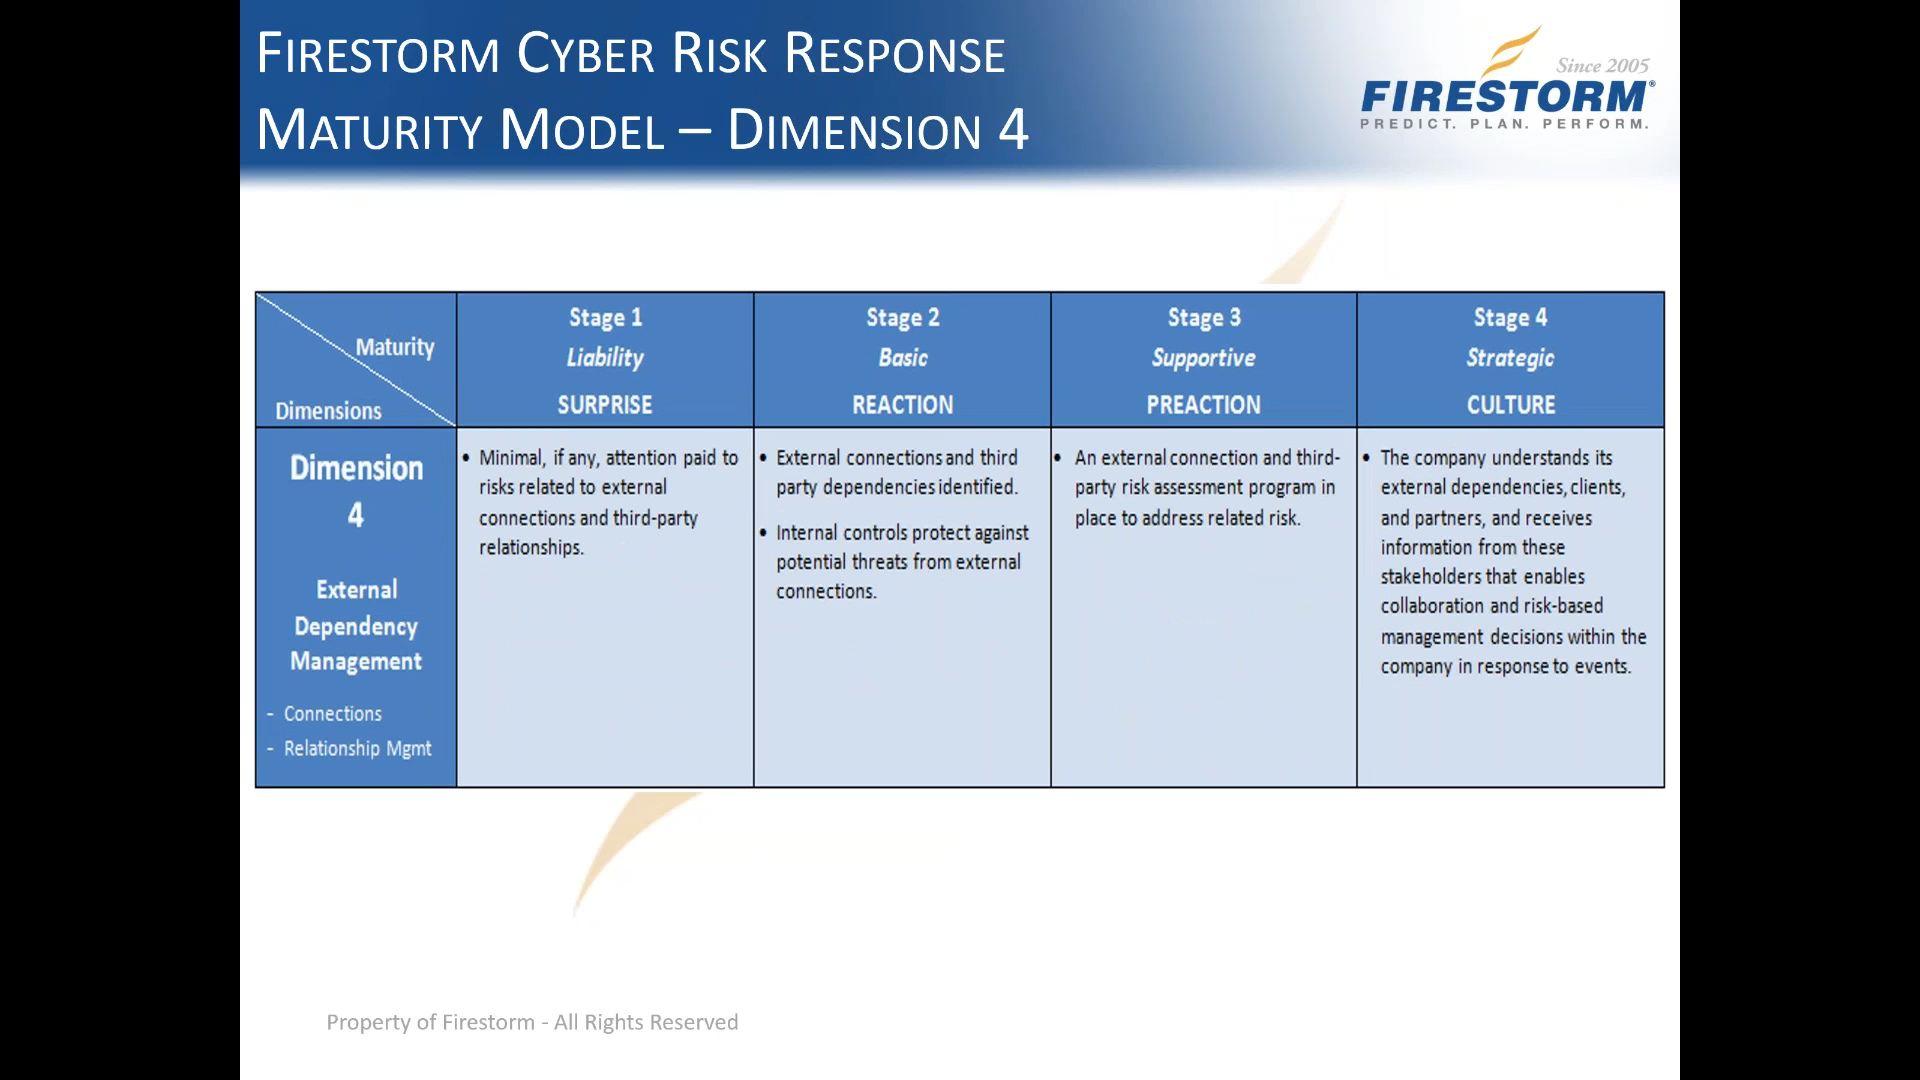 FIRESTORM CYBER RISK RESPONSE
MATURITY MODEL – DIMENSION 4
Since 2005
FIRESTORM®
PREDICT. PLAN. PERFORM.
Maturity
Dimensions
Stage 1
Liability
SURPRISE
Stage 2
Basic
REACTION
Stage 3
Supportive
PREACTION
Stage 4
Strategic
CULTURE
Dimension
4
External
Dependency
Management
- Connections
- Relationship Mgmt
• Minimal, if any, attention paid to
risks related to external
connections and third-party
relationships.
• External connections and third
party dependencies identified.
• Internal controls protect against
potential threats from external
connections.
• An external connection and third-
party risk assessment program in
place to address related risk.
• The company understands its
external dependencies, clients,
and partners, and receives
information from these
stakeholders that enables
collaboration and risk-based
management decisions within the
company in response to events.
Property of Firestorm - All Rights Reserved